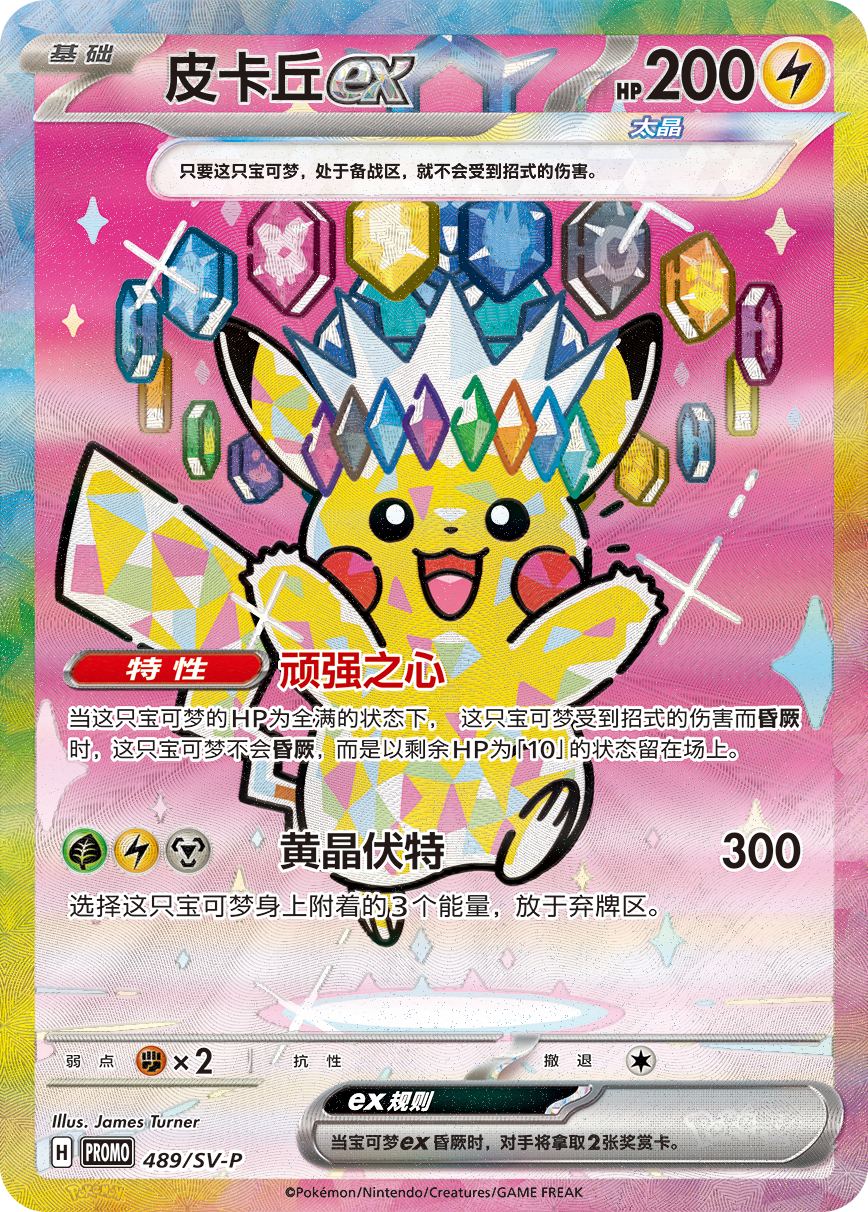 基础
皮卡丘ex
HP200
太晶
只要这只宝可梦，处于备战区，就不会受到招式的伤害。
特性 顽强之心
当这只宝可梦的HP为全满的状态下， 这只宝可梦受到招式的伤害而昏厥
时，这只宝可梦不会昏厥，而是以剩余HP为「10」的状态留在场上。
黄晶伏特 300
选择这只宝可梦身上附着的3个能量，放于弃牌区。
弱点 ×2 抗性 撤退
ex规则
当宝可梦ex昏厥时，对手将拿取2张奖赏卡。
Illus. James Turner
H PROMO 489/SV-P
©Pokémon/Nintendo/Creatures/GAME FREAK